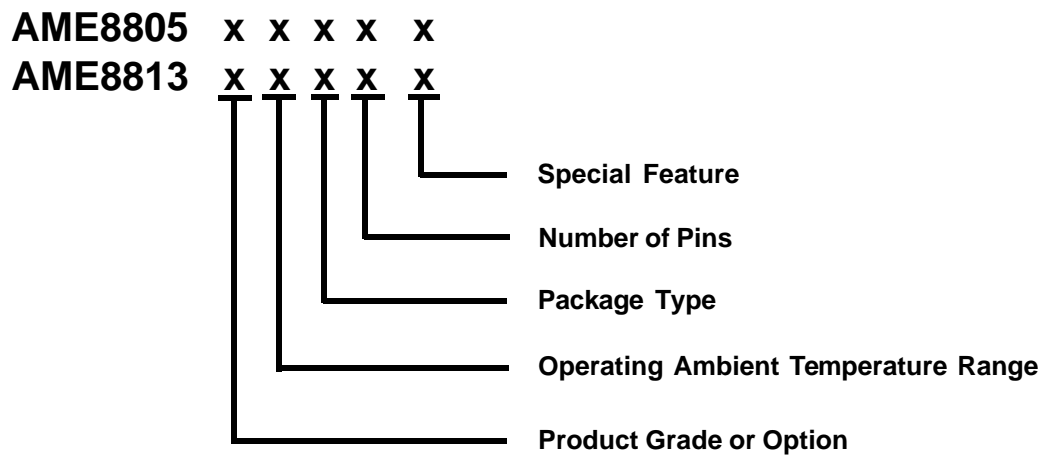 AME8805 x x x x x
AME8813 x x x x x
Special Feature
Number of Pins
Package Type
Operating Ambient Temperature Range
Product Grade or Option